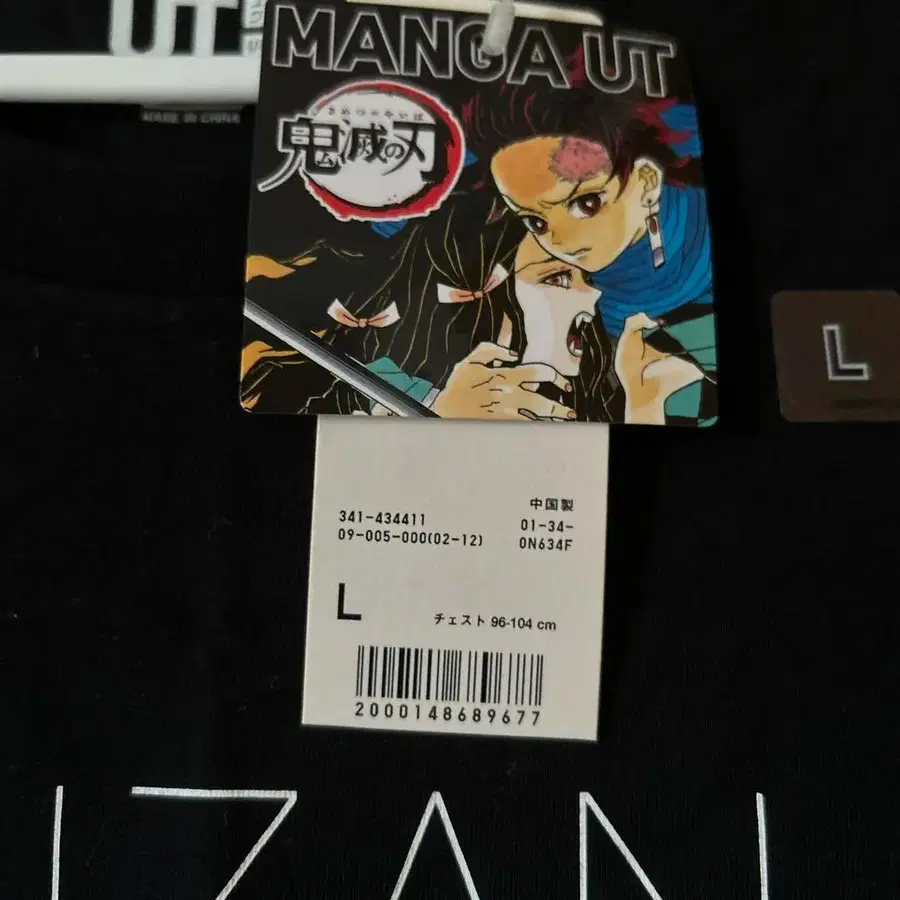 UT
MADE IN CHINA
MANGA UT
きめつのやいば
鬼滅の刃
L
中国製
341-434411
01-34-
09-005-000(02-12)
0N634F
L
チェスト 96-104 cm
2000148689677
IZAN